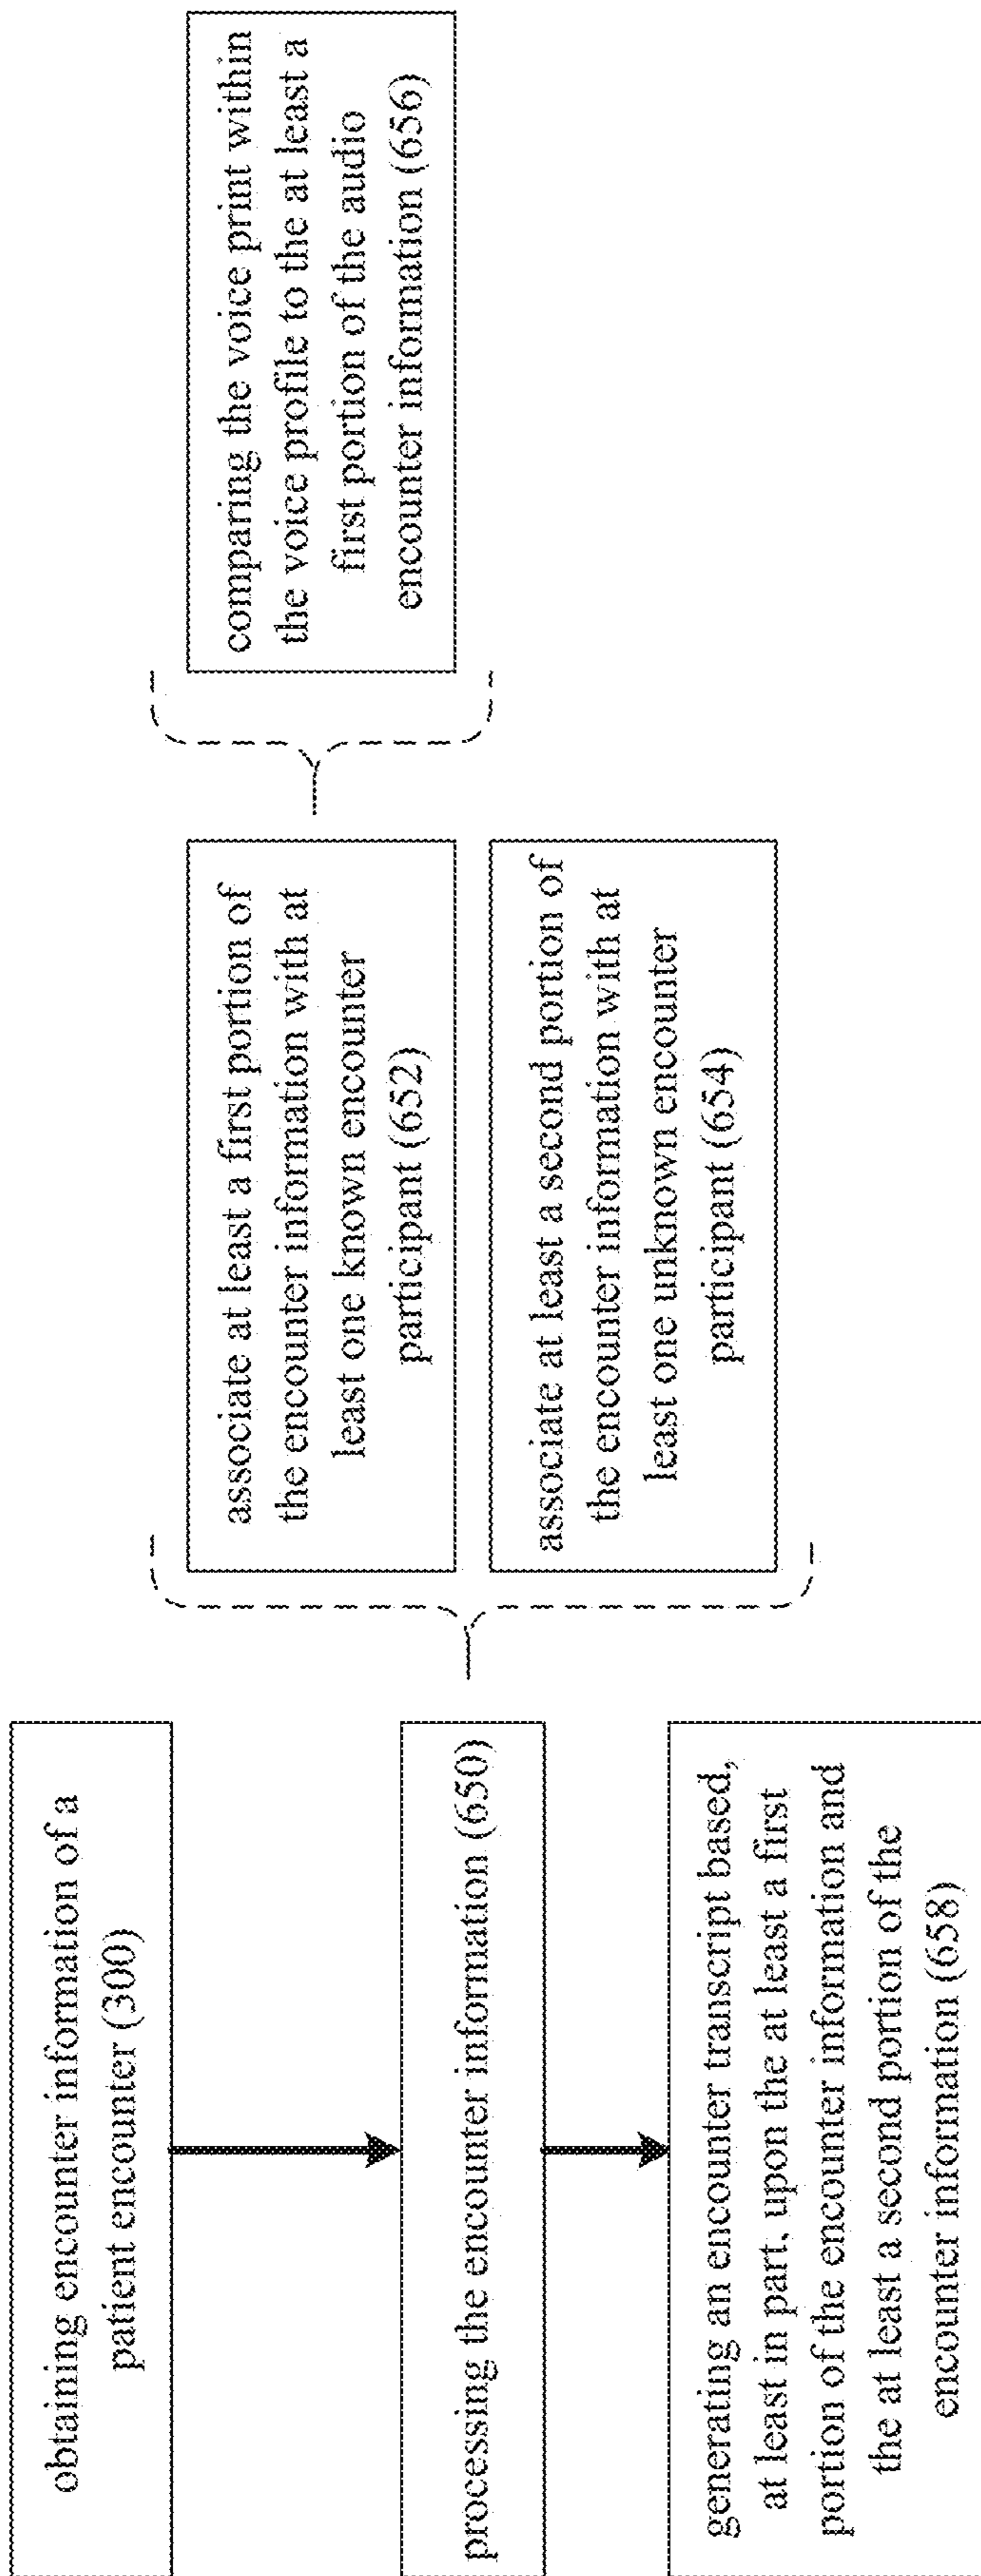 obtaining encounter information of a
patient encounter (300)
processing the encounter information (650)
generating an encounter transcript based,
at least in part, upon the at least a first
portion of the encounter information and
the at least a second portion of the
encounter information (658)
associate at least a first portion of
the encounter information with at
least one known encounter
participant (652)
associate at least a second portion of
the encounter information with at
least one unknown encounter
participant (654)
comparing the voice print within
the voice profile to the at least a
first portion of the audio
encounter information (656)